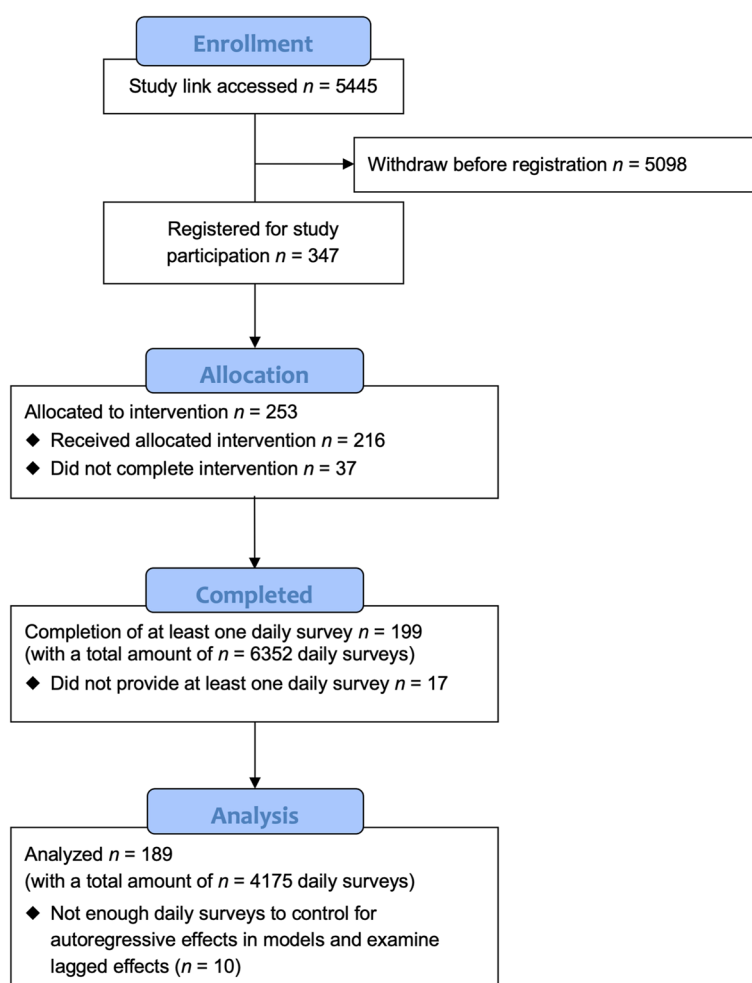 Enrollment
Study link accessed n = 5445
Withdraw before registration n = 5098
Registered for study
participation n = 347
Allocation
Allocated to intervention n = 253
◆ Received allocated intervention n = 216
◆ Did not complete intervention n = 37
Completed
Completion of at least one daily survey n = 199
(with a total amount of n = 6352 daily surveys)
◆ Did not provide at least one daily survey n = 17
Analysis
Analyzed n = 189
(with a total amount of n = 4175 daily surveys)
◆ Not enough daily surveys to control for
autoregressive effects in models and examine
lagged effects (n = 10)